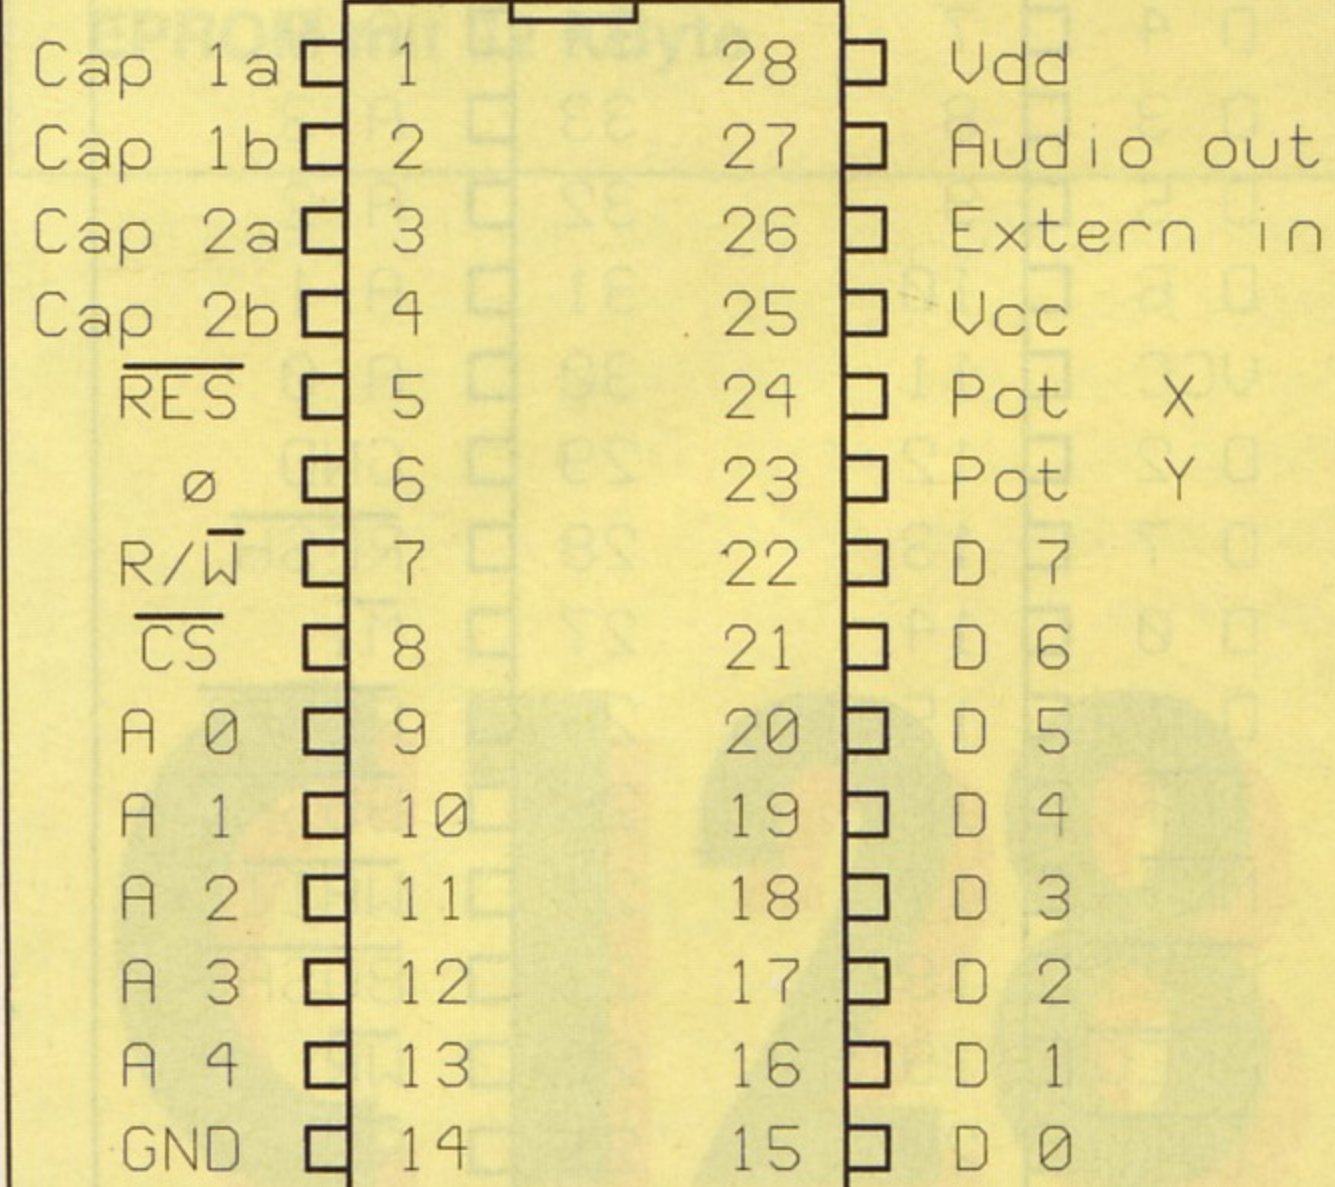 Cap 1a 1 28 Vdd
Cap 1b 2 27 Audio out
Cap 2a 3 26 Extern in
Cap 2b 4 25 Vcc
R̅E̅S̅ 5 24 Pot X
ø 6 23 Pot Y
R/W̅ 7 22 D 7
C̅S̅ 8 21 D 6
A 0 9 20 D 5
A 1 10 19 D 4
A 2 11 18 D 3
A 3 12 17 D 2
A 4 13 16 D 1
GND 14 15 D 0